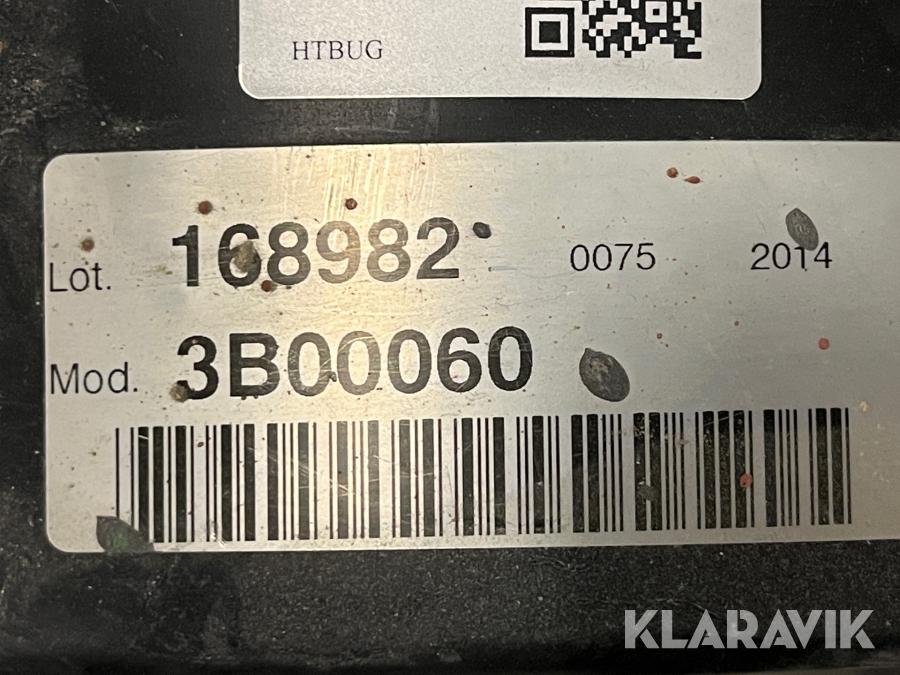 HTBUG
Lot. 168982 0075 2014
Mod. 3B00060
KLARAVIK